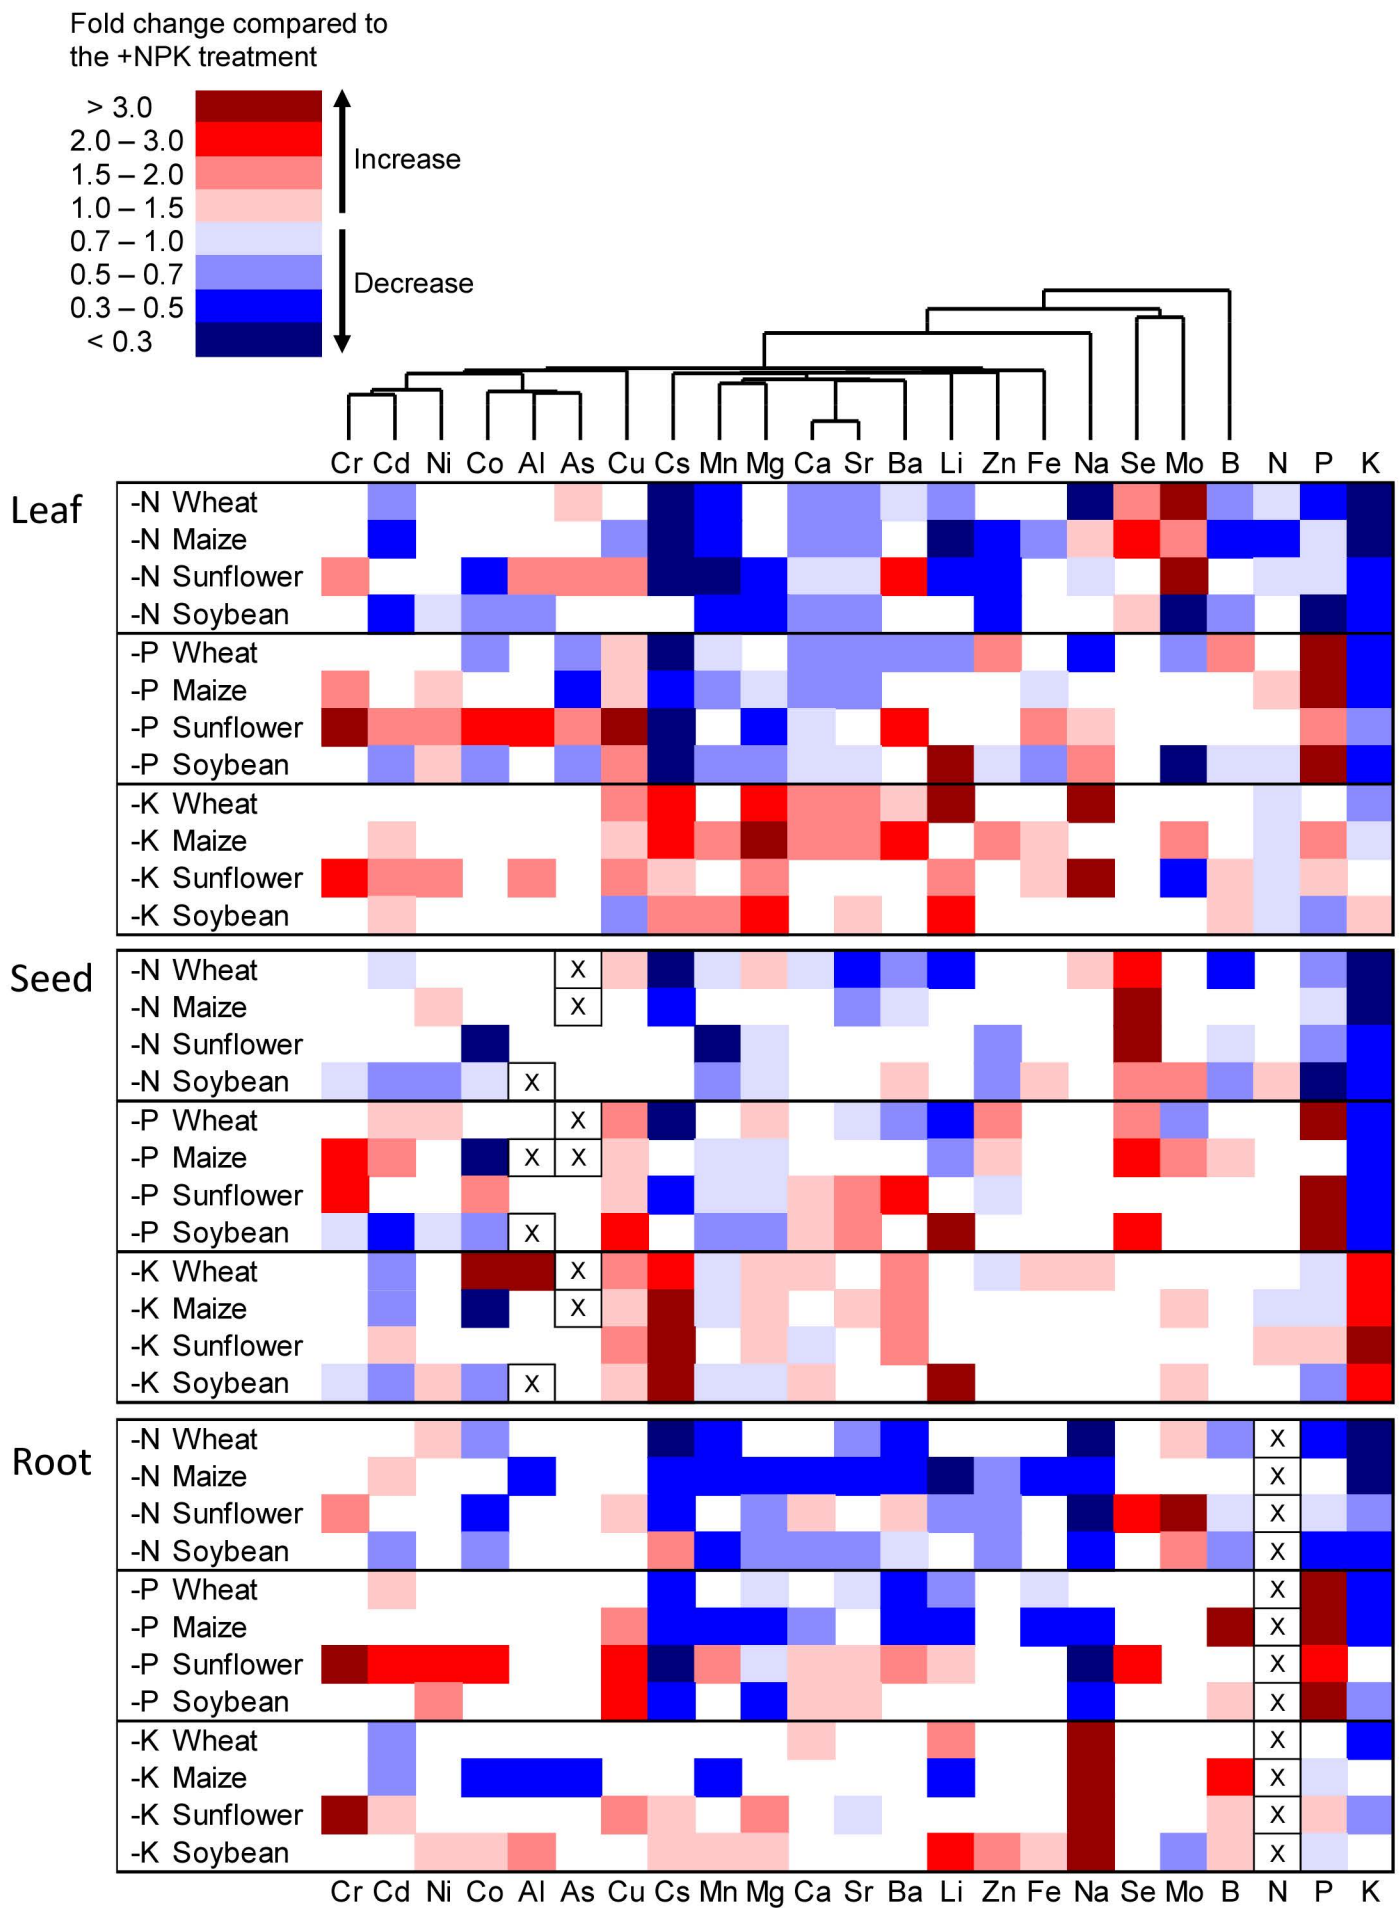 Fold change compared to
the +NPK treatment
> 3.0
2.0 – 3.0
1.5 – 2.0
1.0 – 1.5
0.7 – 1.0
0.5 – 0.7
0.3 – 0.5
< 0.3
Increase
Decrease
Cr Cd Ni Co Al As Cu Cs Mn Mg Ca Sr Ba Li Zn Fe Na Se Mo B N P K
Leaf
-N Wheat
-N Maize
-N Sunflower
-N Soybean
-P Wheat
-P Maize
-P Sunflower
-P Soybean
-K Wheat
-K Maize
-K Sunflower
-K Soybean
Seed
-N Wheat X
-N Maize X
-N Sunflower
-N Soybean X
-P Wheat X
-P Maize X X
-P Sunflower
-P Soybean X
-K Wheat X
-K Maize X
-K Sunflower
-K Soybean X
Root
-N Wheat X
-N Maize X
-N Sunflower X
-N Soybean X
-P Wheat X
-P Maize X
-P Sunflower X
-P Soybean X
-K Wheat X
-K Maize X
-K Sunflower X
-K Soybean X
Cr Cd Ni Co Al As Cu Cs Mn Mg Ca Sr Ba Li Zn Fe Na Se Mo B N P K